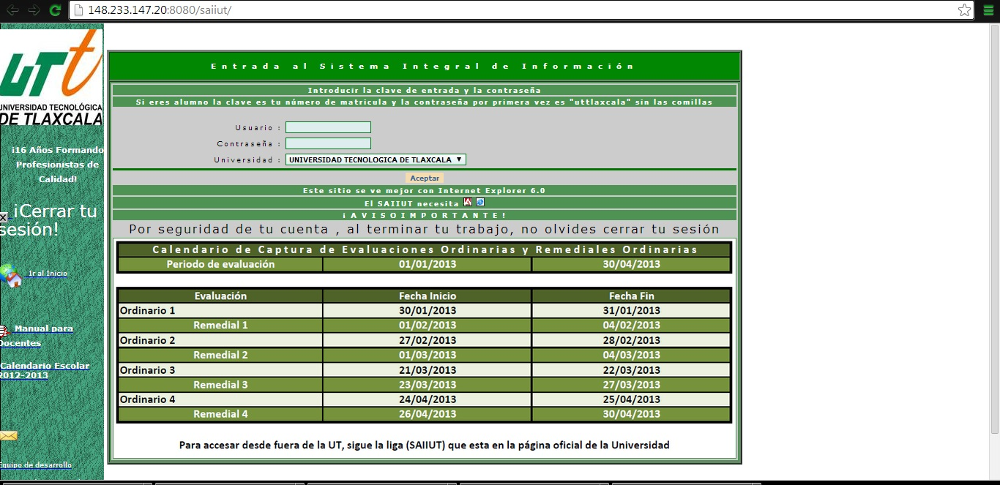 148.233.147.20:8080/saiiut/
UTT
UNIVERSIDAD TECNOLÓGICA
DE TLAXCALA
¡16 Años Formando
Profesionistas de
Calidad!
¡Cerrar tu
sesión!
Ir al Inicio
Manual para
Docentes
Calendario Escolar
2012-2013
Equipo de desarrollo
Entrada al Sistema Integral de Información
Introducir la clave de entrada y la contraseña
Si eres alumno la clave es tu número de matricula y la contraseña por primera vez es "uttlaxcala" sin las comillas
Usuario :
Contraseña :
Universidad : UNIVERSIDAD TECNOLOGICA DE TLAXCALA
Aceptar
Este sitio se ve mejor con Internet Explorer 6.0
El SAIIUT necesita
¡AVISOIMPORTANTE!
Por seguridad de tu cuenta , al terminar tu trabajo, no olvides cerrar tu sesión
Calendario de Captura de Evaluaciones Ordinarias y Remediales Ordinarias
Periodo de evaluación 01/01/2013 30/04/2013
Evaluación Fecha Inicio Fecha Fin
Ordinario 1 30/01/2013 31/01/2013
Remedial 1 01/02/2013 04/02/2013
Ordinario 2 27/02/2013 28/02/2013
Remedial 2 01/03/2013 04/03/2013
Ordinario 3 21/03/2013 22/03/2013
Remedial 3 23/03/2013 27/03/2013
Ordinario 4 24/04/2013 25/04/2013
Remedial 4 26/04/2013 30/04/2013
Para accesar desde fuera de la UT, sigue la liga (SAIIUT) que esta en la página oficial de la Universidad